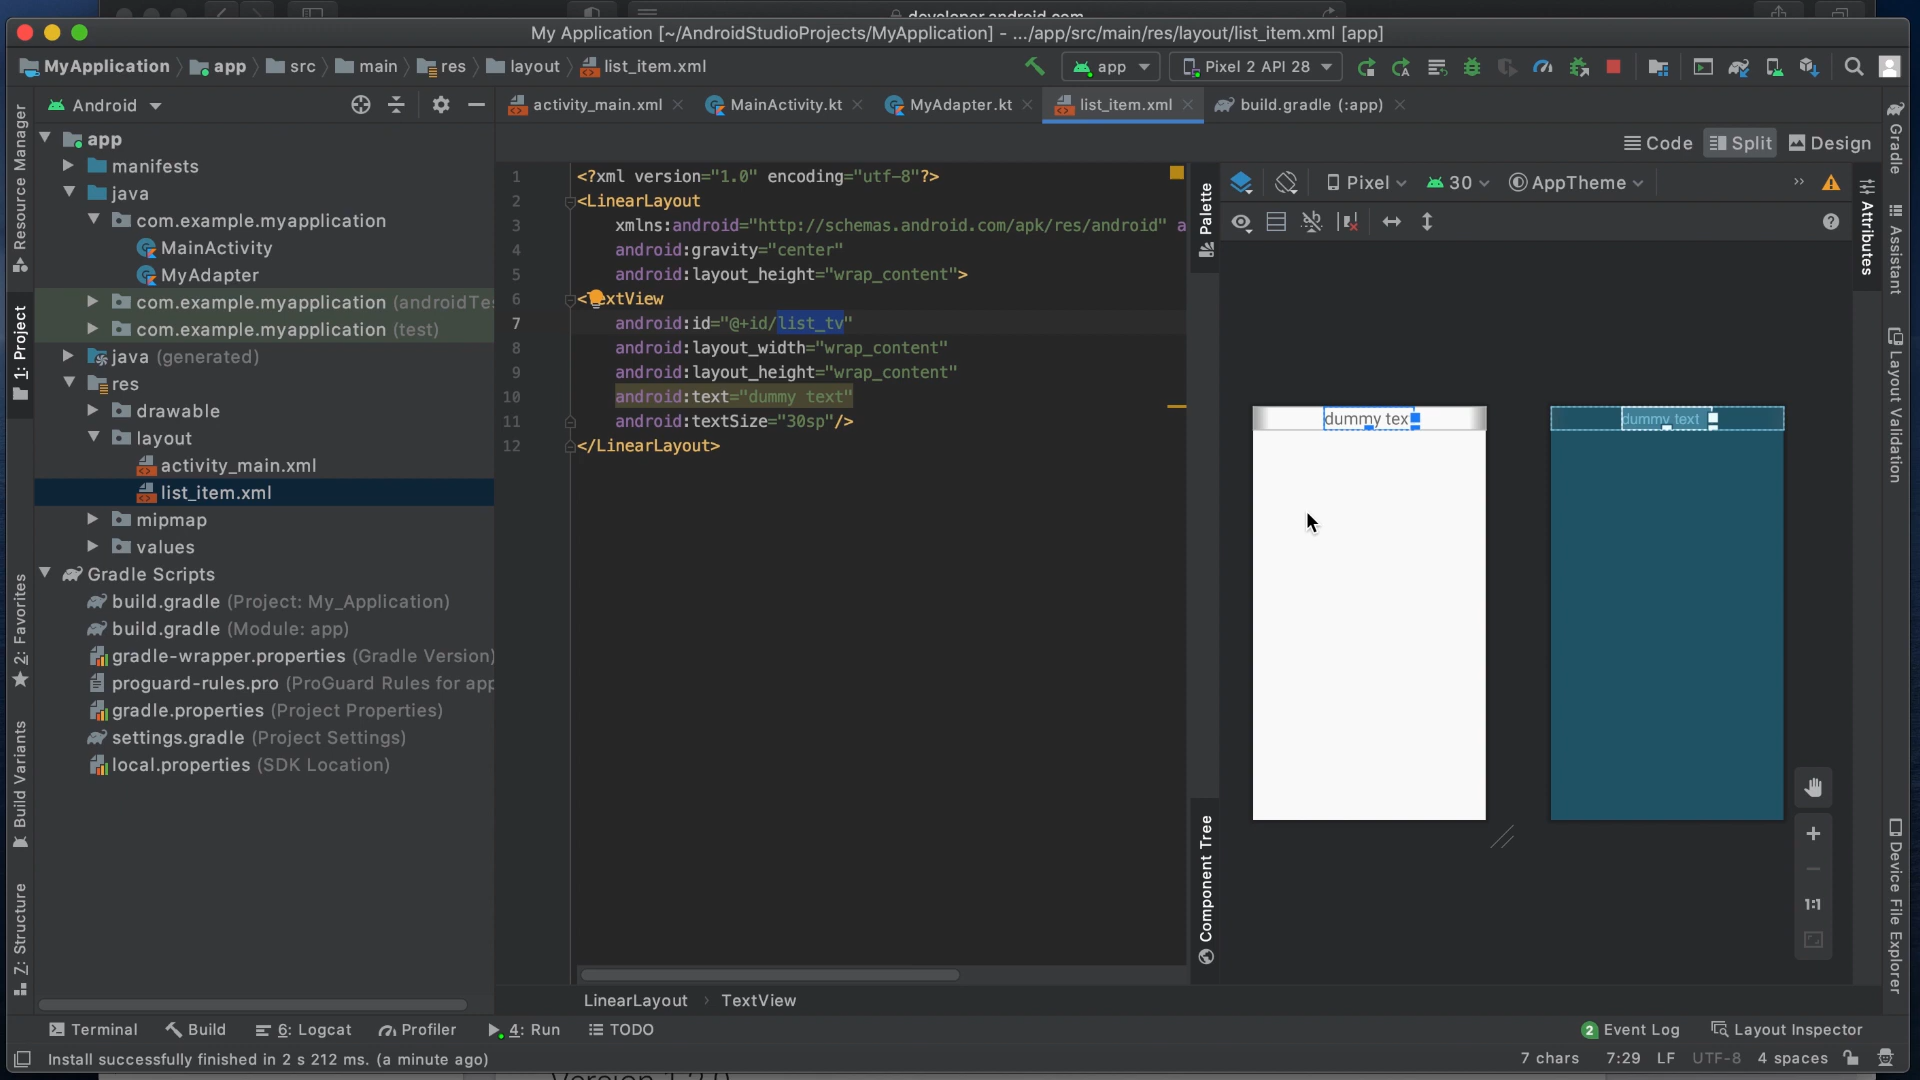 developer.android.com
My Application [~/AndroidStudioProjects/MyApplication] - .../app/src/main/res/layout/list_item.xml [app]
MyApplication app src main res layout list_item.xml
app
Pixel 2 API 28
Android
activity_main.xml
MainActivity.kt
MyAdapter.kt
list_item.xml
build.gradle (:app)
Code
Split
Design
Resource Manager
1: Project
2: Favorites
Build Variants
7: Structure
app
manifests
java
com.example.myapplication
MainActivity
MyAdapter
com.example.myapplication (androidTes
com.example.myapplication (test)
java (generated)
res
drawable
layout
activity_main.xml
list_item.xml
mipmap
values
Gradle Scripts
build.gradle (Project: My_Application)
build.gradle (Module: app)
gradle-wrapper.properties (Gradle Version)
proguard-rules.pro (ProGuard Rules for app
gradle.properties (Project Properties)
settings.gradle (Project Settings)
local.properties (SDK Location)
1 <?xml version="1.0" encoding="utf-8"?>
2 <LinearLayout
3 xmlns:android="http://schemas.android.com/apk/res/android" a
4 android:gravity="center"
5 android:layout_height="wrap_content">
6 <TextView
7 android:id="@+id/list_tv"
8 android:layout_width="wrap_content"
9 android:layout_height="wrap_content"
10 android:text="dummy text"
11 android:textSize="30sp"/>
12 </LinearLayout>
LinearLayout › TextView
Palette
Component Tree
Pixel
30
AppTheme
dummy tex
dummy text
1:1
Attributes
Gradle
Assistant
Layout Validation
Device File Explorer
Terminal
Build
6: Logcat
Profiler
4: Run
TODO
2 Event Log
Layout Inspector
Install successfully finished in 2 s 212 ms. (a minute ago)
7 chars 7:29 LF UTF-8 4 spaces